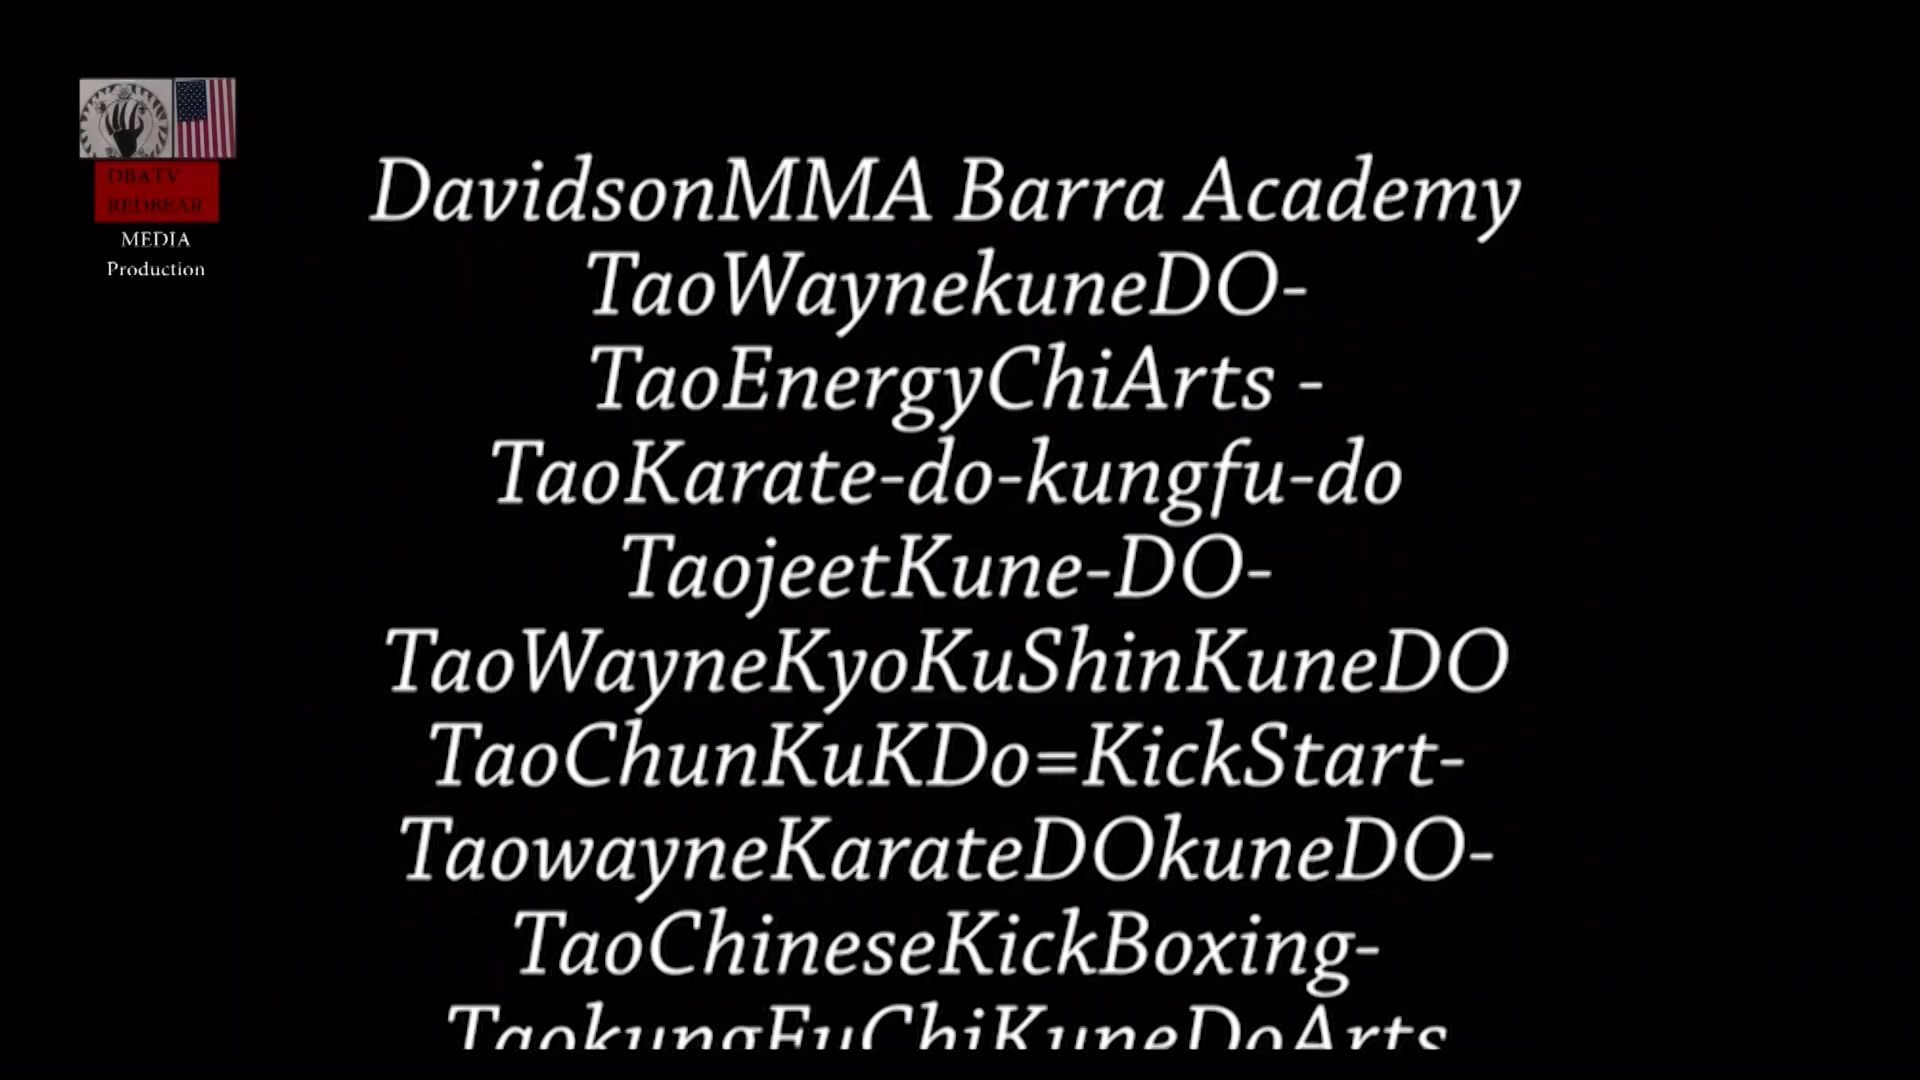 DBATV
REDBEAR
MEDIA
Production
DavidsonMMA Barra Academy
TaoWaynekuneDO-
TaoEnergyChiArts -
TaoKarate-do-kungfu-do
TaojeetKune-DO-
TaoWayneKyoKuShinKuneDO
TaoChunKuKDo=KickStart-
TaowayneKarateDOkuneDO-
TaoChineseKickBoxing-
TaokungFuChiKuneDoArts